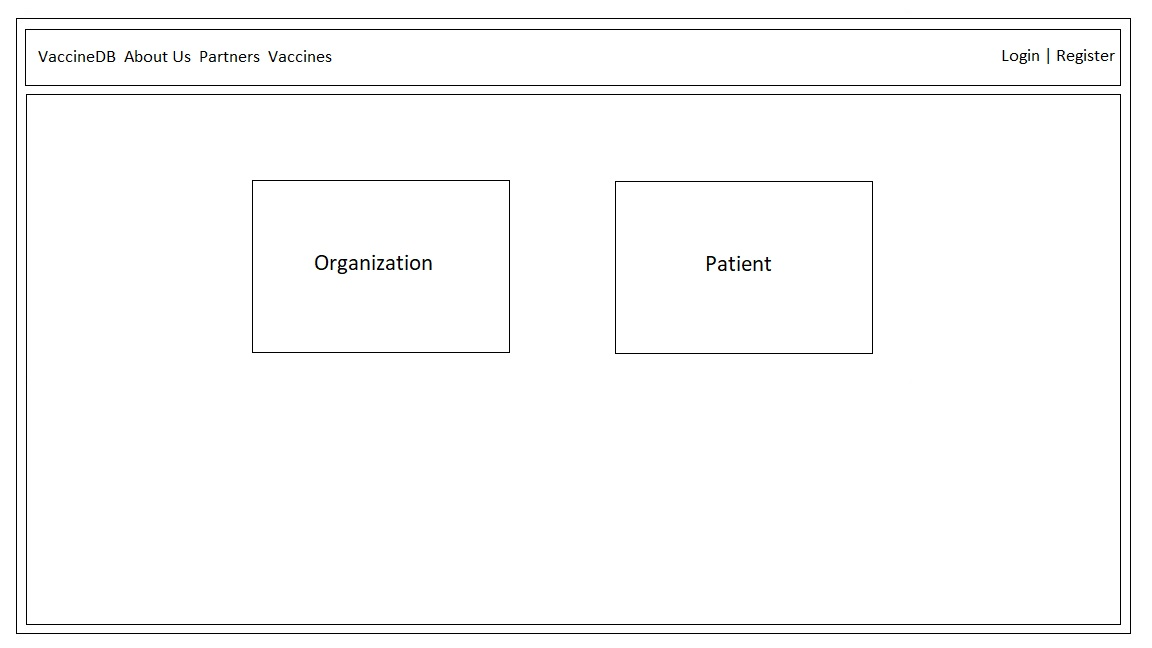 VaccineDB About Us Partners Vaccines
Login | Register
Organization
Patient